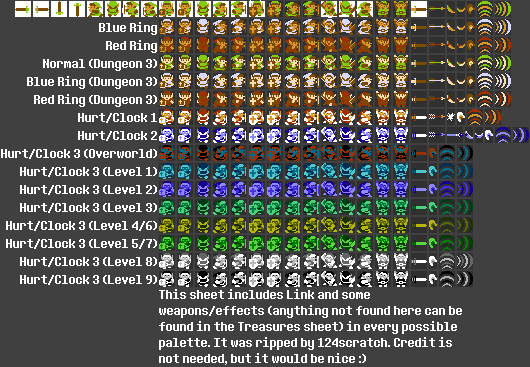 Blue Ring
Red Ring
Normal (Dungeon 3)
Blue Ring (Dungeon 3)
Red Ring (Dungeon 3)
Hurt/Clock 1
Hurt/Clock 2
Hurt/Clock 3 (Overworld)
Hurt/Clock 3 (Level 1)
Hurt/Clock 3 (Level 2)
Hurt/Clock 3 (Level 3)
Hurt/Clock 3 (Level 4/6)
Hurt/Clock 3 (Level 5/7)
Hurt/Clock 3 (Level 8)
Hurt/Clock 3 (Level 9)
This sheet includes Link and some
weapons/effects (anything not found here can be
found in the Treasures sheet) in every possible
palette. It was ripped by 124scratch. Credit is
not needed, but it would be nice :)